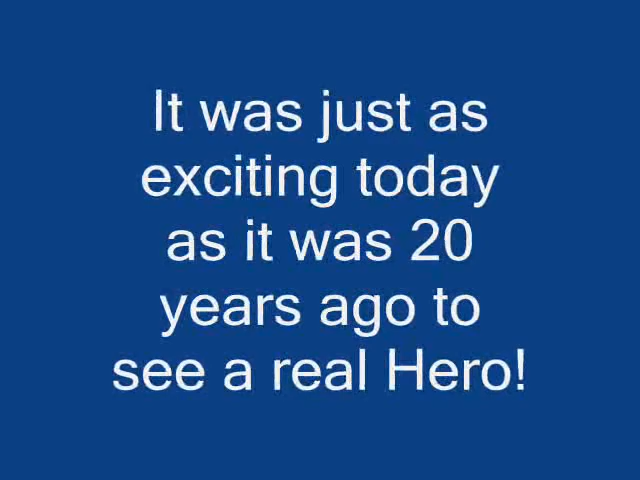 It was just as
exciting today
as it was 20
years ago to
see a real Hero!